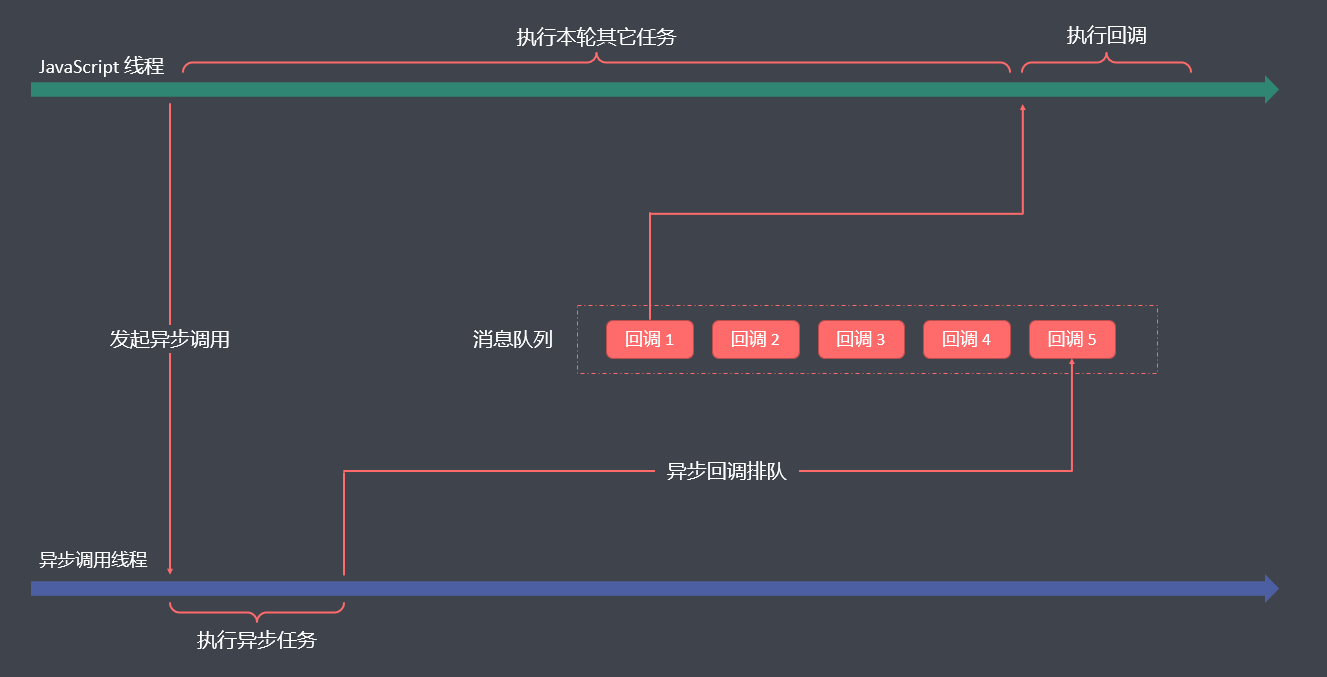 执行本轮其它任务
执行回调
JavaScript 线程
发起异步调用
消息队列
回调 1
回调 2
回调 3
回调 4
回调 5
异步回调排队
异步调用线程
执行异步任务